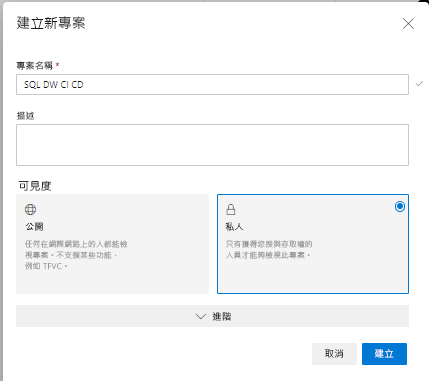 建立新專案
專案名稱 *
SQL DW CI CD
描述
可見度
公開
任何在網際網路上的人都能檢
視專案。不支援某些功能、
例如 TFVC。
私人
只有獲得您授與存取權的
人員才能夠檢視此專案。
進階
取消
建立